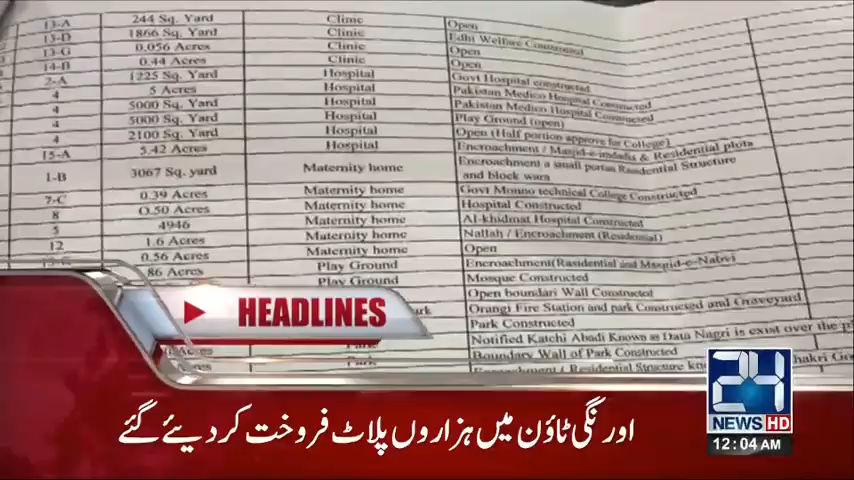 13-A 244 Sq. Yard Clinic Open
13-D 1866 Sq. Yard Clinic Edhi Welfare Constructed
13-G 0.056 Acres Clinic Open
14-B 0.44 Acres Clinic Open
2-A 1225 Sq. Yard Hospital Govt Hospital constructed
4 5 Acres Hospital Pakistan Medico Hospital Constructed
4 5000 Sq. Yard Hospital Pakistan Medico Hospital Constructed
4 5000 Sq. Yard Hospital Play Ground (open)
4 2100 Sq. Yard Hospital Open (Half portion approve for College)
15-A 5.42 Acres Hospital Encroachment / Masjid-e- & Residential plots
1-B 3067 Sq. yard Maternity home Encroachment a small portan Residential Structure
and block wara
7-C 0.39 Acres Maternity home Govt Monno technical College Constructed
8 0.50 Acres Maternity home Hospital Constructed
5 4946 Maternity home Al-khidmat Hospital Constructed
12 1.6 Acres Maternity home Nallah / Encroachment (Residential)
0.56 Acres Maternity home Open
86 Acres Play Ground Encroachment(Rasidential and Masjid-e-Nabvi
Play Ground Mosque Constructed
Open boundari Wall Constructed
Orangi Fire Station and park Constructed and Graveyard
Park Constructed
Notified Katchi Abadi Known as Data Nagri is exist over the
Boundary Wall of Park Constructed
Encroachment ( Residential Structure
HEADLINES
24
NEWS HD
12:04 AM
اورنگی ٹاؤن میں ہزاروں پلاٹ فروخت کر دیئے گئے